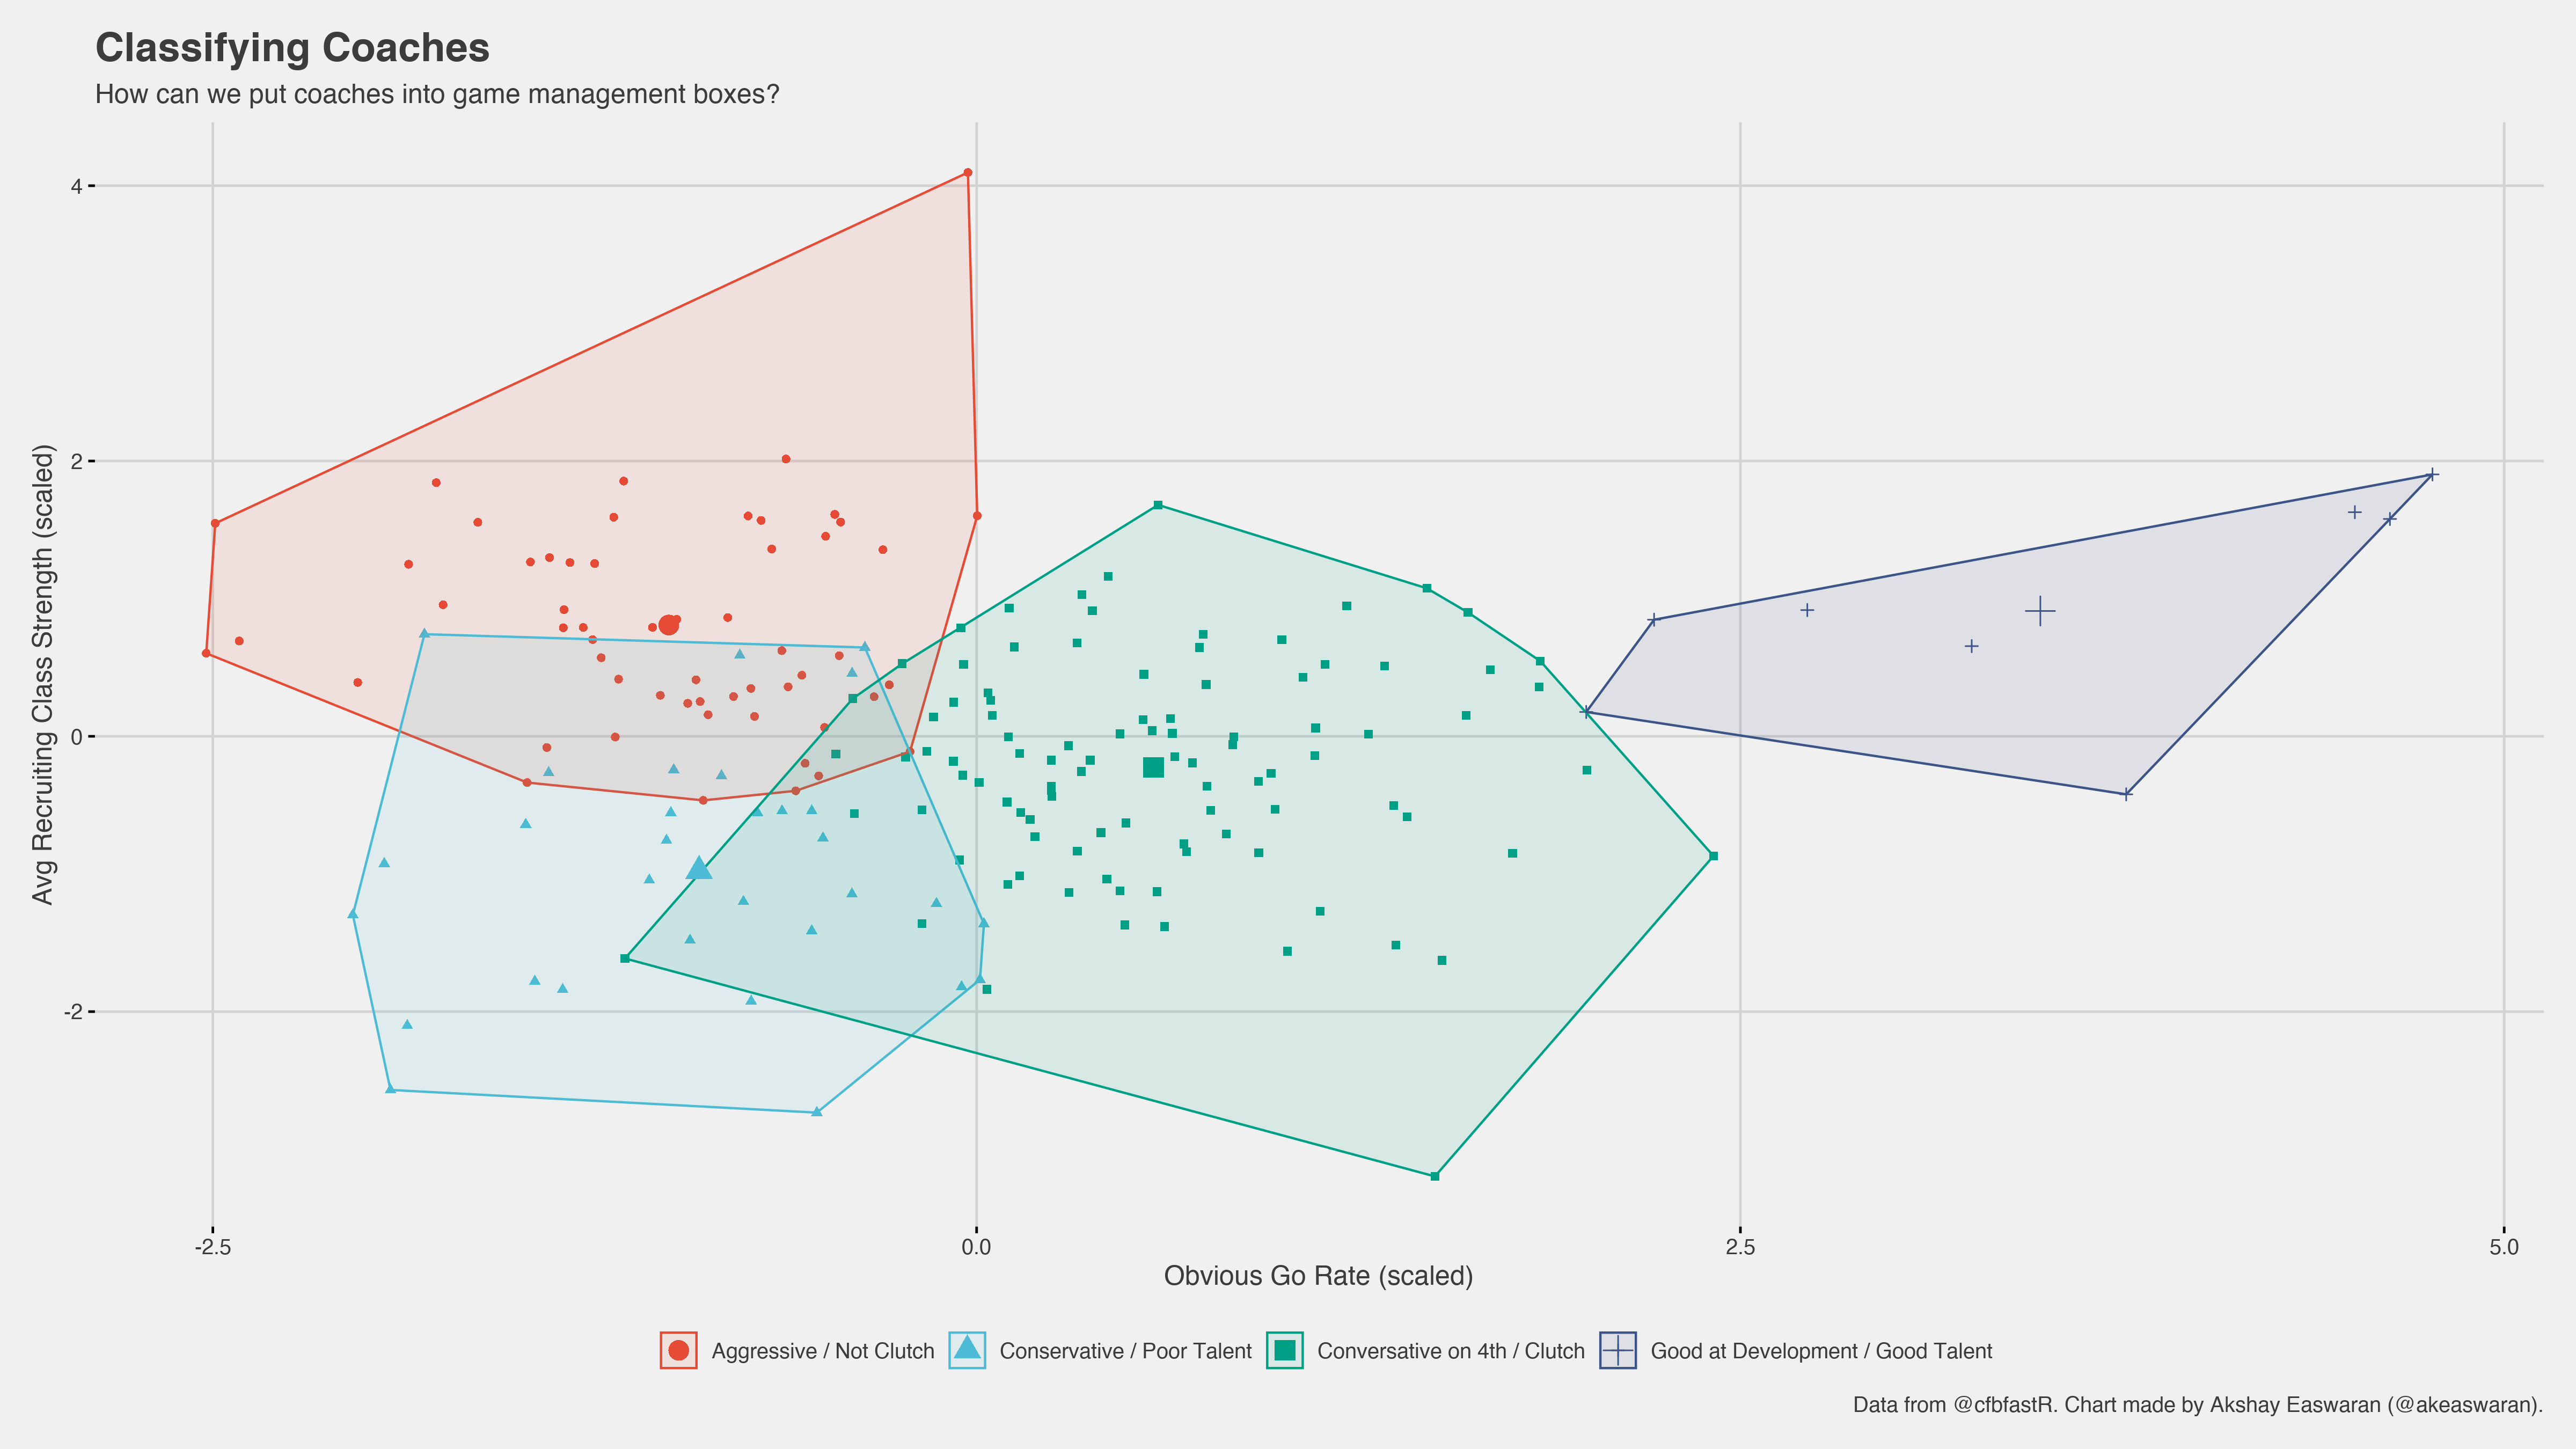 Classifying Coaches
How can we put coaches into game management boxes?
Avg Recruiting Class Strength (scaled)
4
2
0
-2
-2.5
0.0
2.5
5.0
Obvious Go Rate (scaled)
Aggressive / Not Clutch
Conservative / Poor Talent
Conversative on 4th / Clutch
Good at Development / Good Talent
Data from @cfbfastR. Chart made by Akshay Easwaran (@akeaswaran).